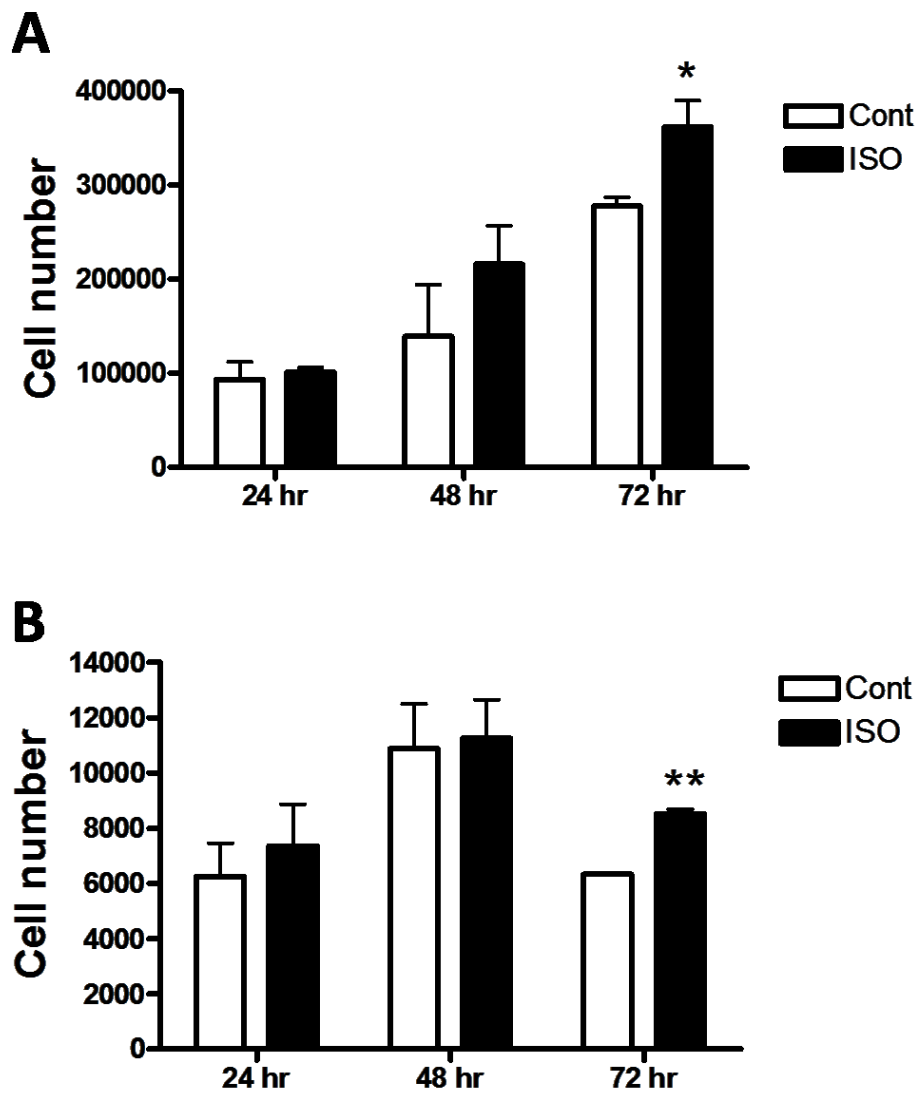 A
*
400000
300000
200000
100000
0
Cell number
24 hr 48 hr 72 hr
Cont
ISO
B
**
14000
12000
10000
8000
6000
4000
2000
0
Cell number
24 hr 48 hr 72 hr
Cont
ISO